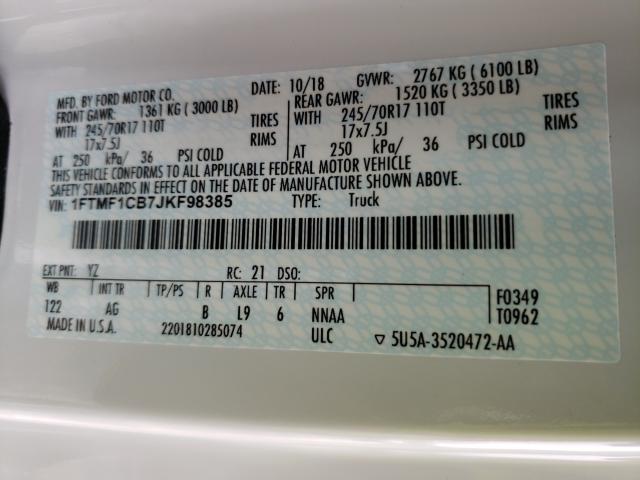 MFD. BY FORD MOTOR CO.
DATE: 10/18 GVWR: 2767 KG ( 6100 LB)
FRONT GAWR: 1361 KG ( 3000 LB) REAR GAWR: 1520 KG ( 3350 LB)
WITH 245/70R17 110T TIRES WITH 245/70R17 110T TIRES
17x7.5J RIMS 17x7.5J RIMS
AT 250 kPa/ 36 PSI COLD AT 250 kPa/ 36 PSI COLD
THIS VEHICLE CONFORMS TO ALL APPLICABLE FEDERAL MOTOR VEHICLE
SAFETY STANDARDS IN EFFECT ON THE DATE OF MANUFACTURE SHOWN ABOVE.
VIN: 1FTMF1CB7JKF98385 TYPE: Truck
EXT PNT: YZ RC: 21 DSO:
WB INT TR TP/PS R AXLE TR SPR
122 AG B L9 6 NNAA
F0349
T0962
MADE IN U.S.A. 2201810285074 ULC ▽ 5U5A-3520472-AA